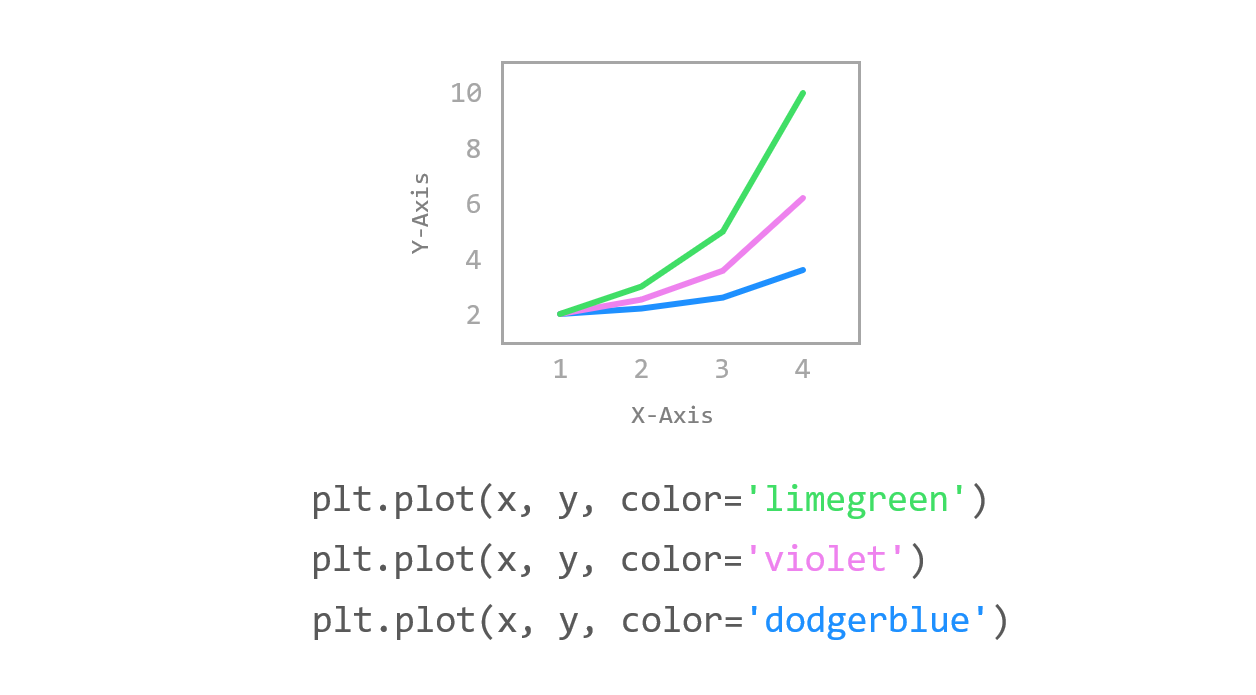 10
8
6
4
2
Y-Axis
1 2 3 4
X-Axis
plt.plot(x, y, color='limegreen')
plt.plot(x, y, color='violet')
plt.plot(x, y, color='dodgerblue')